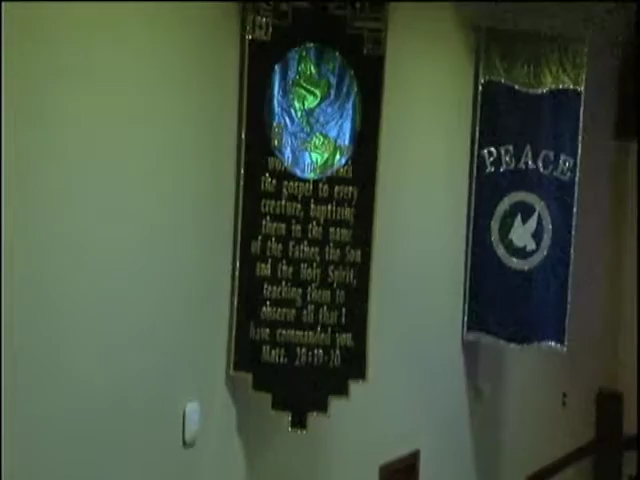 the gospel to every
creature, baptizing
them in the name
of the Father, the Son
and the Holy Spirit,
teaching them to
observe all that I
have commanded you.
Matt. 28:19-20
PEACE